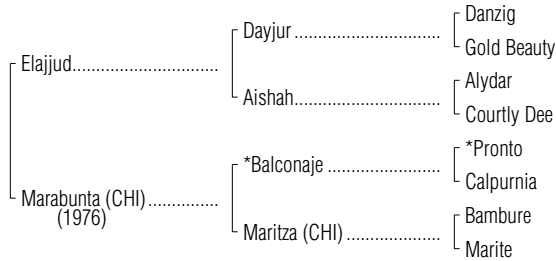 Danzig
Dayjur
Gold Beauty
Elajjud
Alydar
Aishah
Courtly Dee
*Pronto
*Balconaje
Calpurnia
Marabunta (CHI)
(1976)
Bambure
Maritza (CHI)
Marite